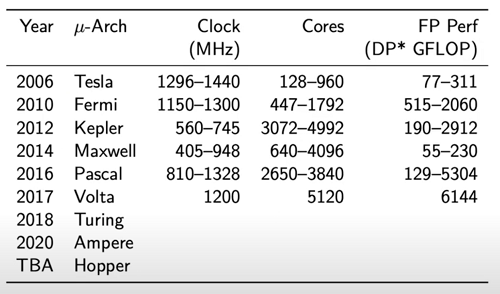 Year μ-Arch Clock Cores FP Perf
(MHz) (DP* GFLOP)
2006 Tesla 1296–1440 128–960 77–311
2010 Fermi 1150–1300 447–1792 515–2060
2012 Kepler 560–745 3072–4992 190–2912
2014 Maxwell 405–948 640–4096 55–230
2016 Pascal 810–1328 2650–3840 129–5304
2017 Volta 1200 5120 6144
2018 Turing
2020 Ampere
TBA Hopper